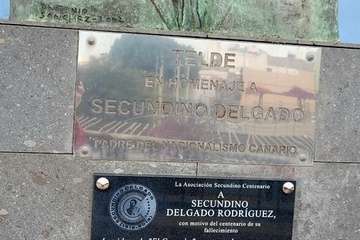 TELDE
EN HOMENAJE A
SECUNDINO DELGADO
PADRE DEL NACIONALISMO CANARIO
La Asociación Secundino Centenario
A
SECUNDINO
DELGADO RODRÍGUEZ,
con motivo del centenario de su
fallecimiento